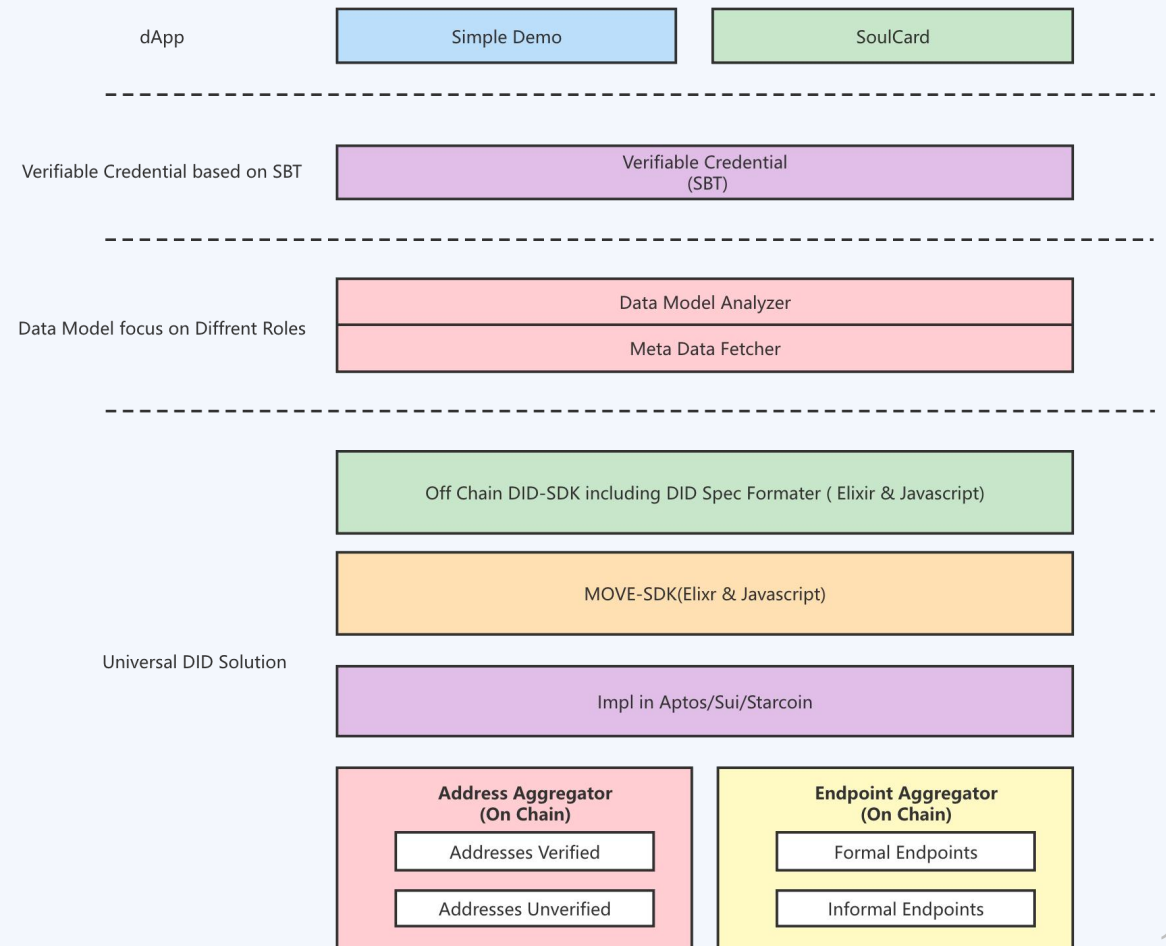 dApp
Simple Demo
SoulCard
Verifiable Credential based on SBT
Verifiable Credential
(SBT)
Data Model focus on Diffrent Roles
Data Model Analyzer
Meta Data Fetcher
Universal DID Solution
Off Chain DID-SDK including DID Spec Formater ( Elixir & Javascript)
MOVE-SDK(Elixr & Javascript)
Impl in Aptos/Sui/Starcoin
Address Aggregator
(On Chain)
Addresses Verified
Addresses Unverified
Endpoint Aggregator
(On Chain)
Formal Endpoints
Informal Endpoints